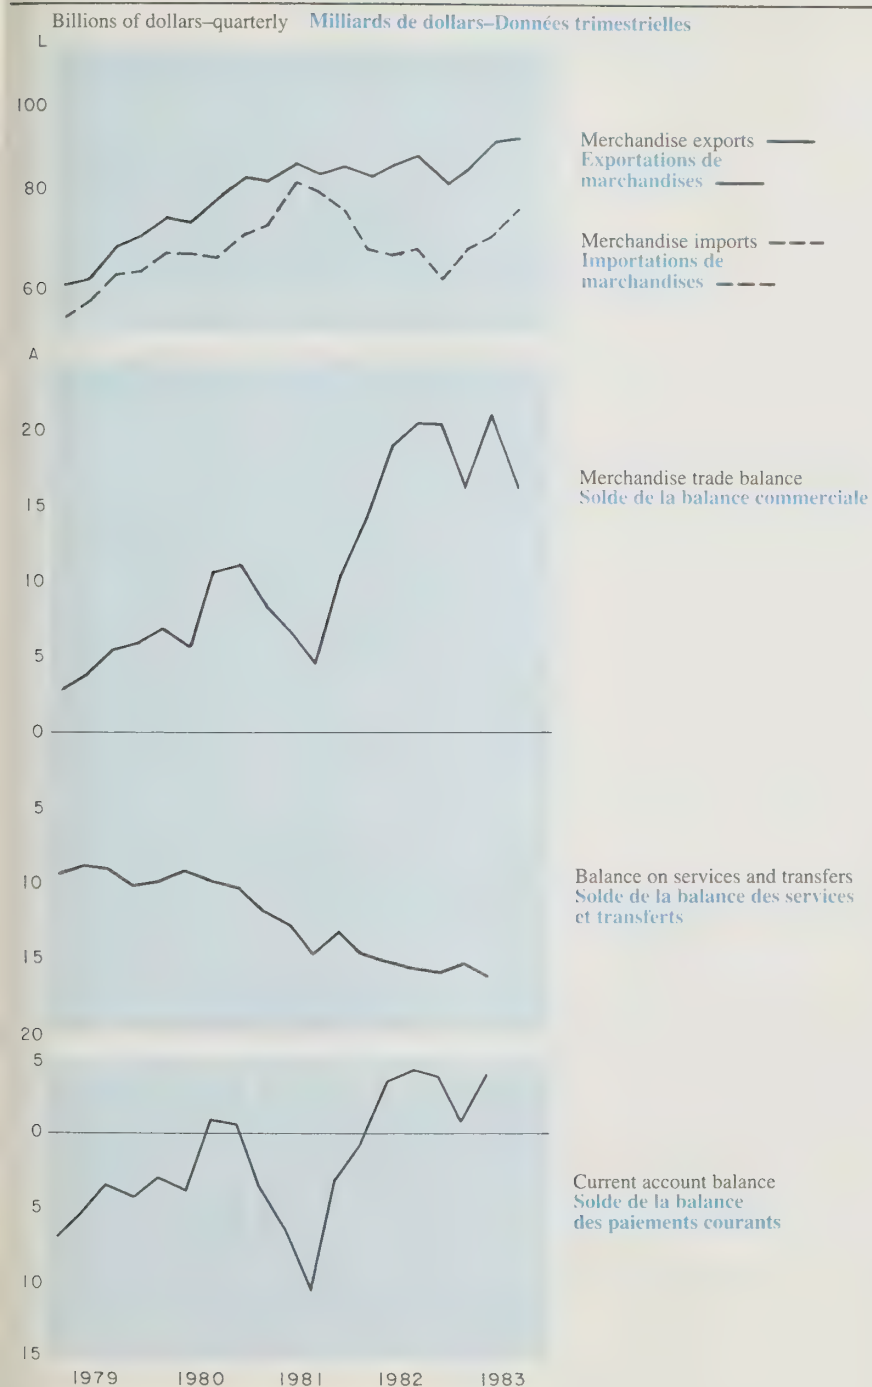 Billions of dollars–quarterly Milliards de dollars–Données trimestrielles
L
100
80
60
Merchandise exports
Exportations de
marchandises
Merchandise imports
Importations de
marchandises
A
20
15
10
5
0
5
10
15
20
Merchandise trade balance
Solde de la balance commerciale
Balance on services and transfers
Solde de la balance des services
et transferts
5
0
5
10
15
Current account balance
Solde de la balance
des paiements courants
1979 1980 1981 1982 1983